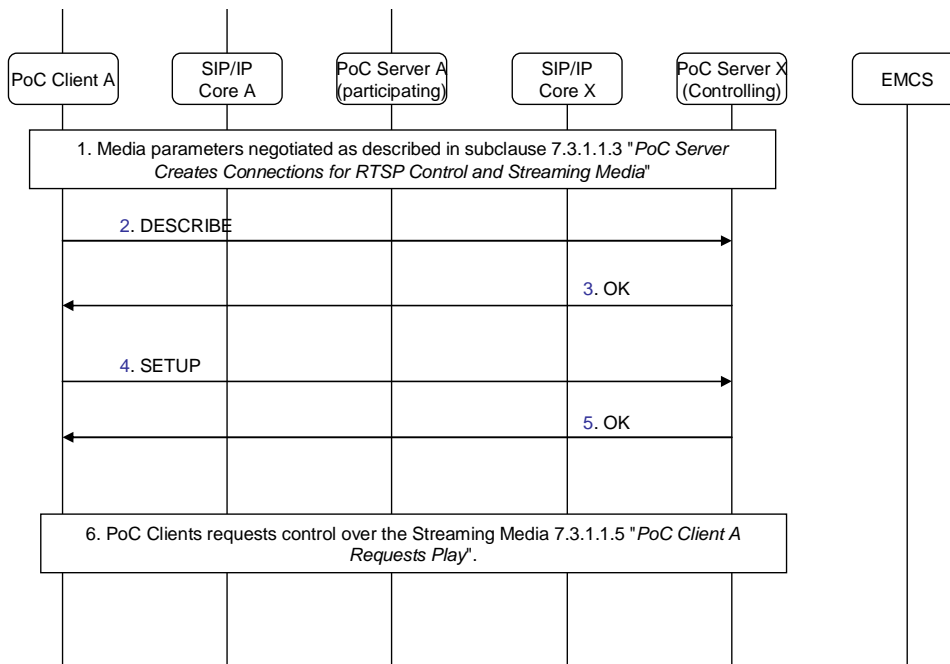 PoC Client A
SIP/IP
Core A
PoC Server A
(participating)
SIP/IP
Core X
PoC Server X
(Controlling)
EMCS
1. Media parameters negotiated as described in subclause 7.3.1.1.3 "PoC Server
Creates Connections for RTSP Control and Streaming Media"
2. DESCRIBE
3. OK
4. SETUP
5. OK
6. PoC Clients requests control over the Streaming Media 7.3.1.1.5 "PoC Client A
Requests Play".